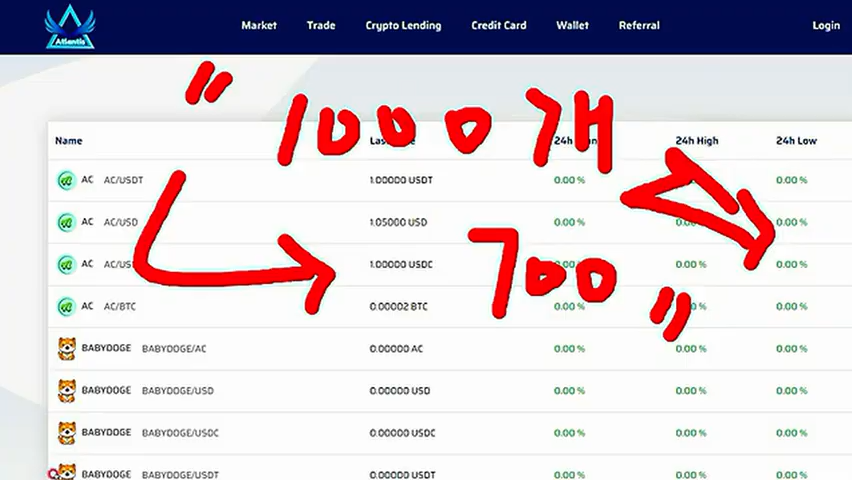 Atlantis
Market Trade Crypto Lending Credit Card Wallet Referral Login
" 1000개
Name 24h High 24h Low
AC AC/USDT 1.00000 USDT 0.00 % 0.00 % 0.00 %
AC AC/USD 1.05000 USD 0.00 % 0.00 % 0.00 %
AC 1.00000 USDC 0.00 % 0.00 % 0.00 %
700 "
AC AC/BTC 0.00002 BTC 0.00 % 0.00 % 0.00 %
BABYDOGE BABYDOGE/AC 0.00000 AC 0.00 % 0.00 % 0.00 %
BABYDOGE BABYDOGE/USD 0.00000 USD 0.00 % 0.00 % 0.00 %
BABYDOGE BABYDOGE/USDC 0.00000 USDC 0.00 % 0.00 % 0.00 %
BABYDOGE BABYDOGE/USDT 0.00000 USDT 0.00 % 0.00 % 0.00 %